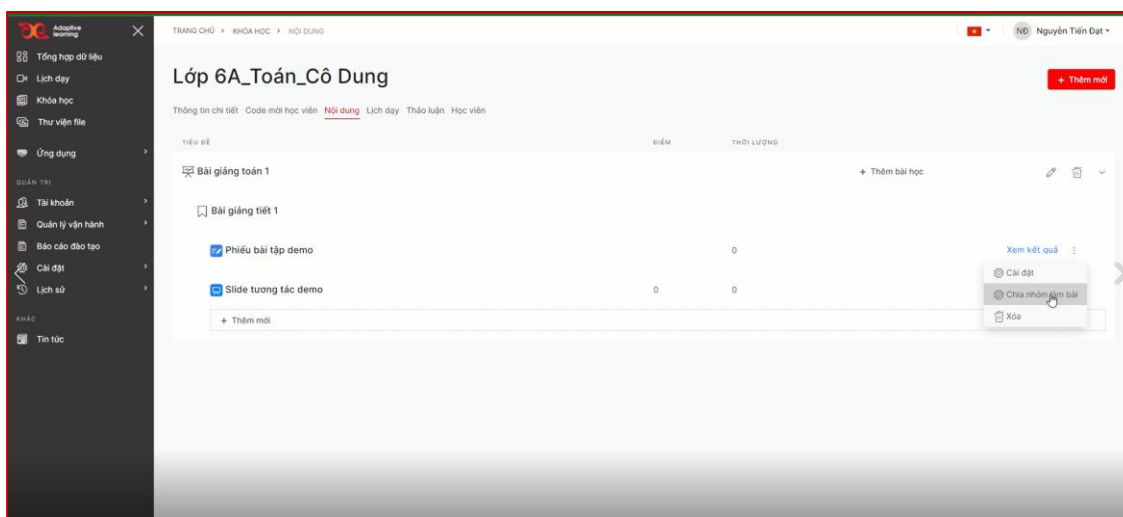 Adaptive learning
TRANG CHỦ > KHÓA HỌC > NỘI DUNG
NĐ Nguyễn Tiến Đạt
Tổng hợp dữ liệu
Lịch dạy
Khóa học
Thư viện file
Ứng dụng
QUẢN TRỊ
Tài khoản
Quản lý vận hành
Báo cáo đào tạo
Cài đặt
Lịch sử
KHÁC
Tin tức
Lớp 6A_Toán_Cô Dung
+ Thêm mới
Thông tin chi tiết Code mời học viên Nội dung Lịch dạy Thảo luận Học viên
TIÊU ĐỀ ĐIỂM THỜI LƯỢNG
Bài giảng toán 1 + Thêm bài học
Bài giảng tiết 1
Phiếu bài tập demo 0 Xem kết quả
Cài đặt
Slide tương tác demo 0 0
Chia nhóm làm bài
Xóa
+ Thêm mới